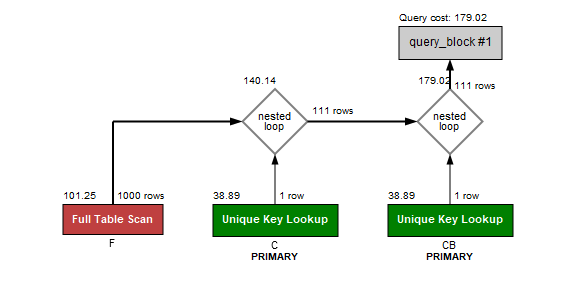 Query cost: 179.02
query_block #1
140.14
179.02
111 rows
nested
loop
111 rows
nested
loop
101.25
1000 rows
38.89
1 row
38.89
1 row
Full Table Scan
Unique Key Lookup
Unique Key Lookup
F
C
CB
PRIMARY
PRIMARY